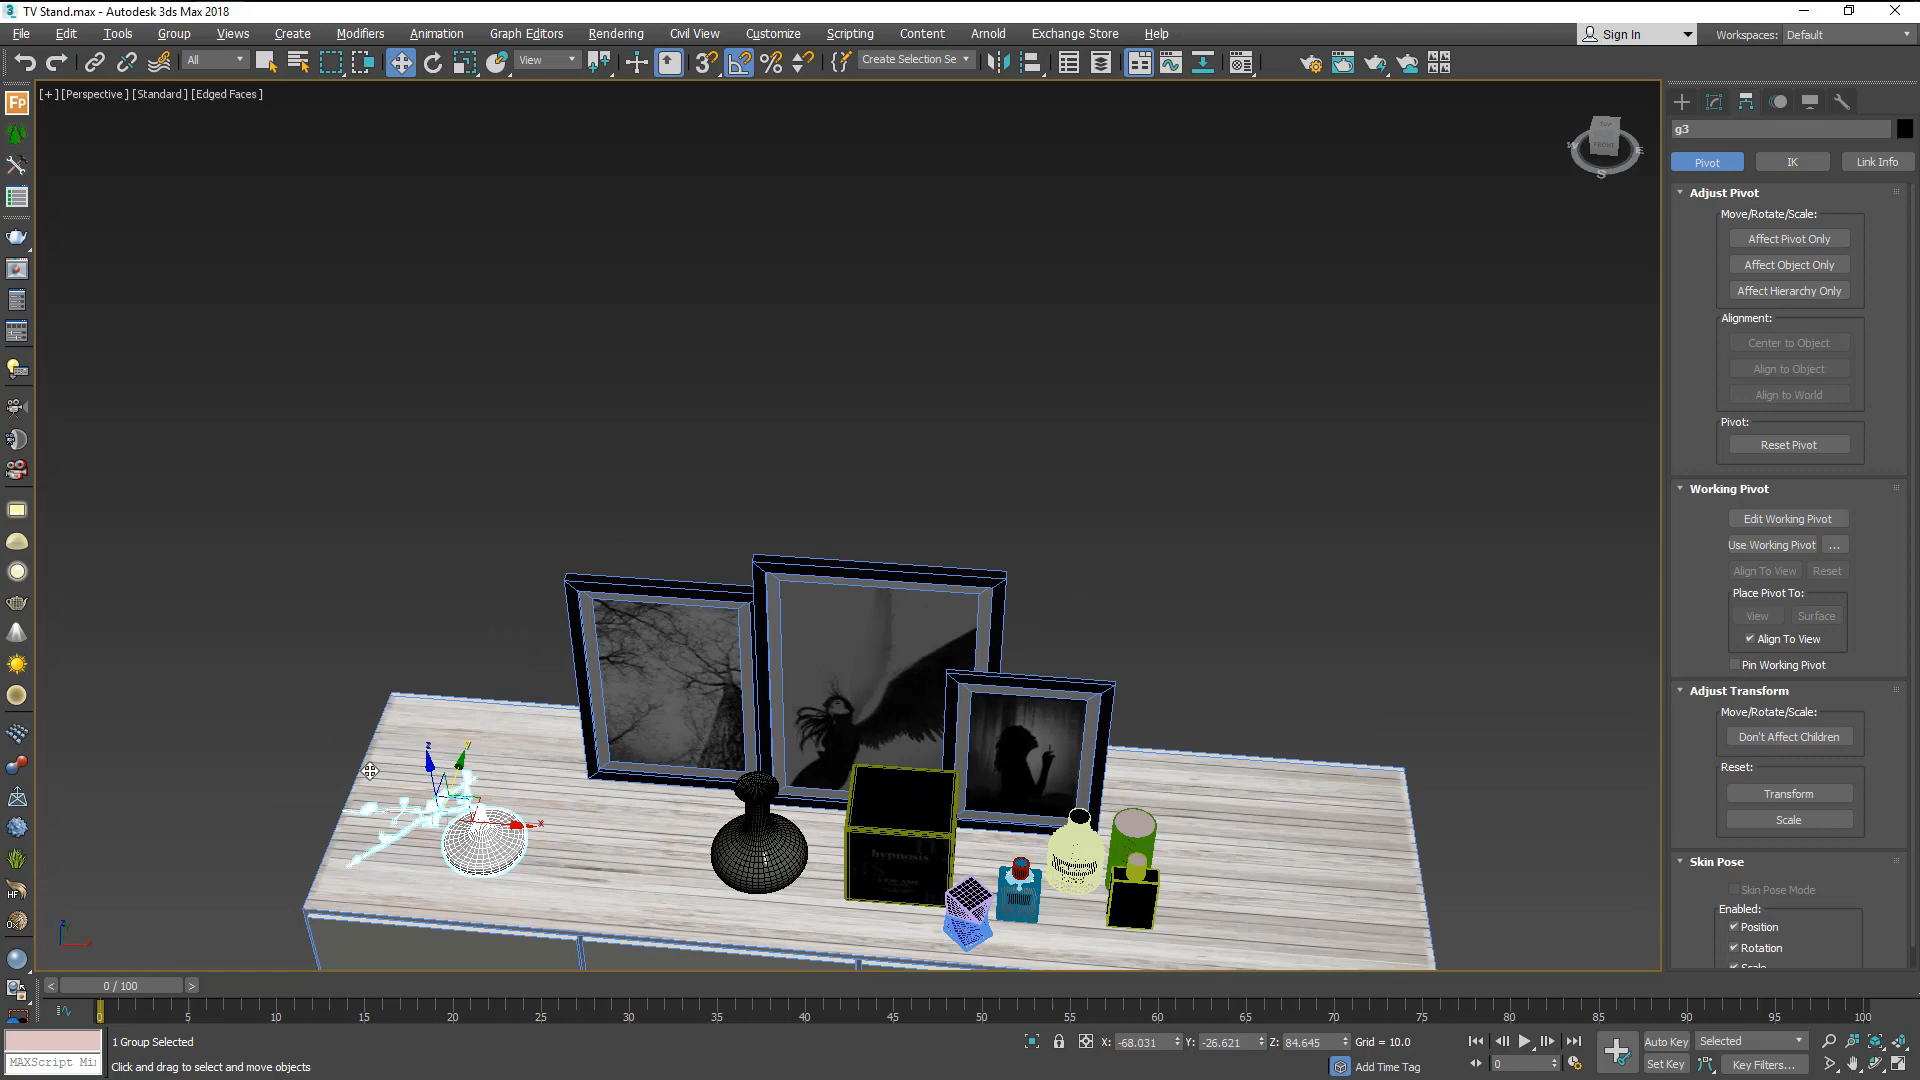 3 TV Stand.max - Autodesk 3ds Max 2018
File Edit Tools Group Views Create Modifiers Animation Graph Editors Rendering Civil View Customize Scripting Content Arnold Exchange Store Help Sign In Workspaces: Default
All View Create Selection Se
[+] [Perspective] [Standard] [Edged Faces]
Fp
TOP
FRONT
W E
S
g3
Pivot IK Link Info
Adjust Pivot
Move/Rotate/Scale:
Affect Pivot Only
Affect Object Only
Affect Hierarchy Only
Alignment:
Center to Object
Align to Object
Align to World
Pivot:
Reset Pivot
Working Pivot
Edit Working Pivot
Use Working Pivot ...
Align To View Reset
Place Pivot To:
View Surface
Align To View
Pin Working Pivot
Adjust Transform
Move/Rotate/Scale:
Don't Affect Children
Reset:
Transform
Scale
Skin Pose
Skin Pose Mode
Enabled:
Position
Rotation
Scale
z y
x
hypnosis
HF
Ox
z
< 0 / 100 >
0 5 10 15 20 25 30 35 40 45 50 55 60 65 70 75 80 85 90 95 100
1 Group Selected X: -68.031 Y: -26.621 Z: 84.645 Grid = 10.0 Auto Key Selected
MAXScript Mi Click and drag to select and move objects Add Time Tag 0 Set Key Key Filters...